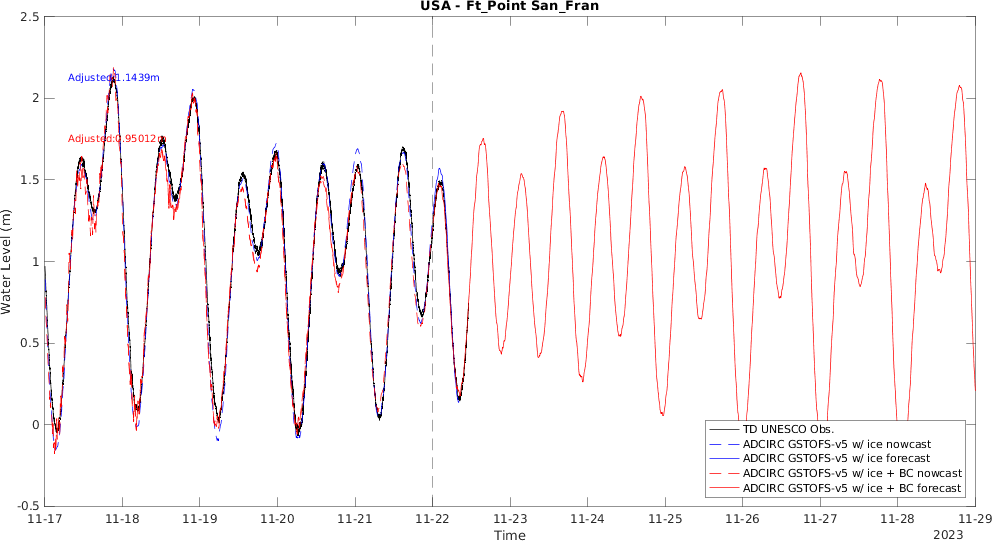 USA - Ft_Point San_Fran
2.5
2
1.5
1
0.5
0
-0.5
Water Level (m)
Adjusted:1.1439m
Adjusted:0.95012m
TD UNESCO Obs.
ADCIRC GSTOFS-v5 w/ ice nowcast
ADCIRC GSTOFS-v5 w/ ice forecast
ADCIRC GSTOFS-v5 w/ ice + BC nowcast
ADCIRC GSTOFS-v5 w/ ice + BC forecast
11-17 11-18 11-19 11-20 11-21 11-22 11-23 11-24 11-25 11-26 11-27 11-28 11-29
Time
2023